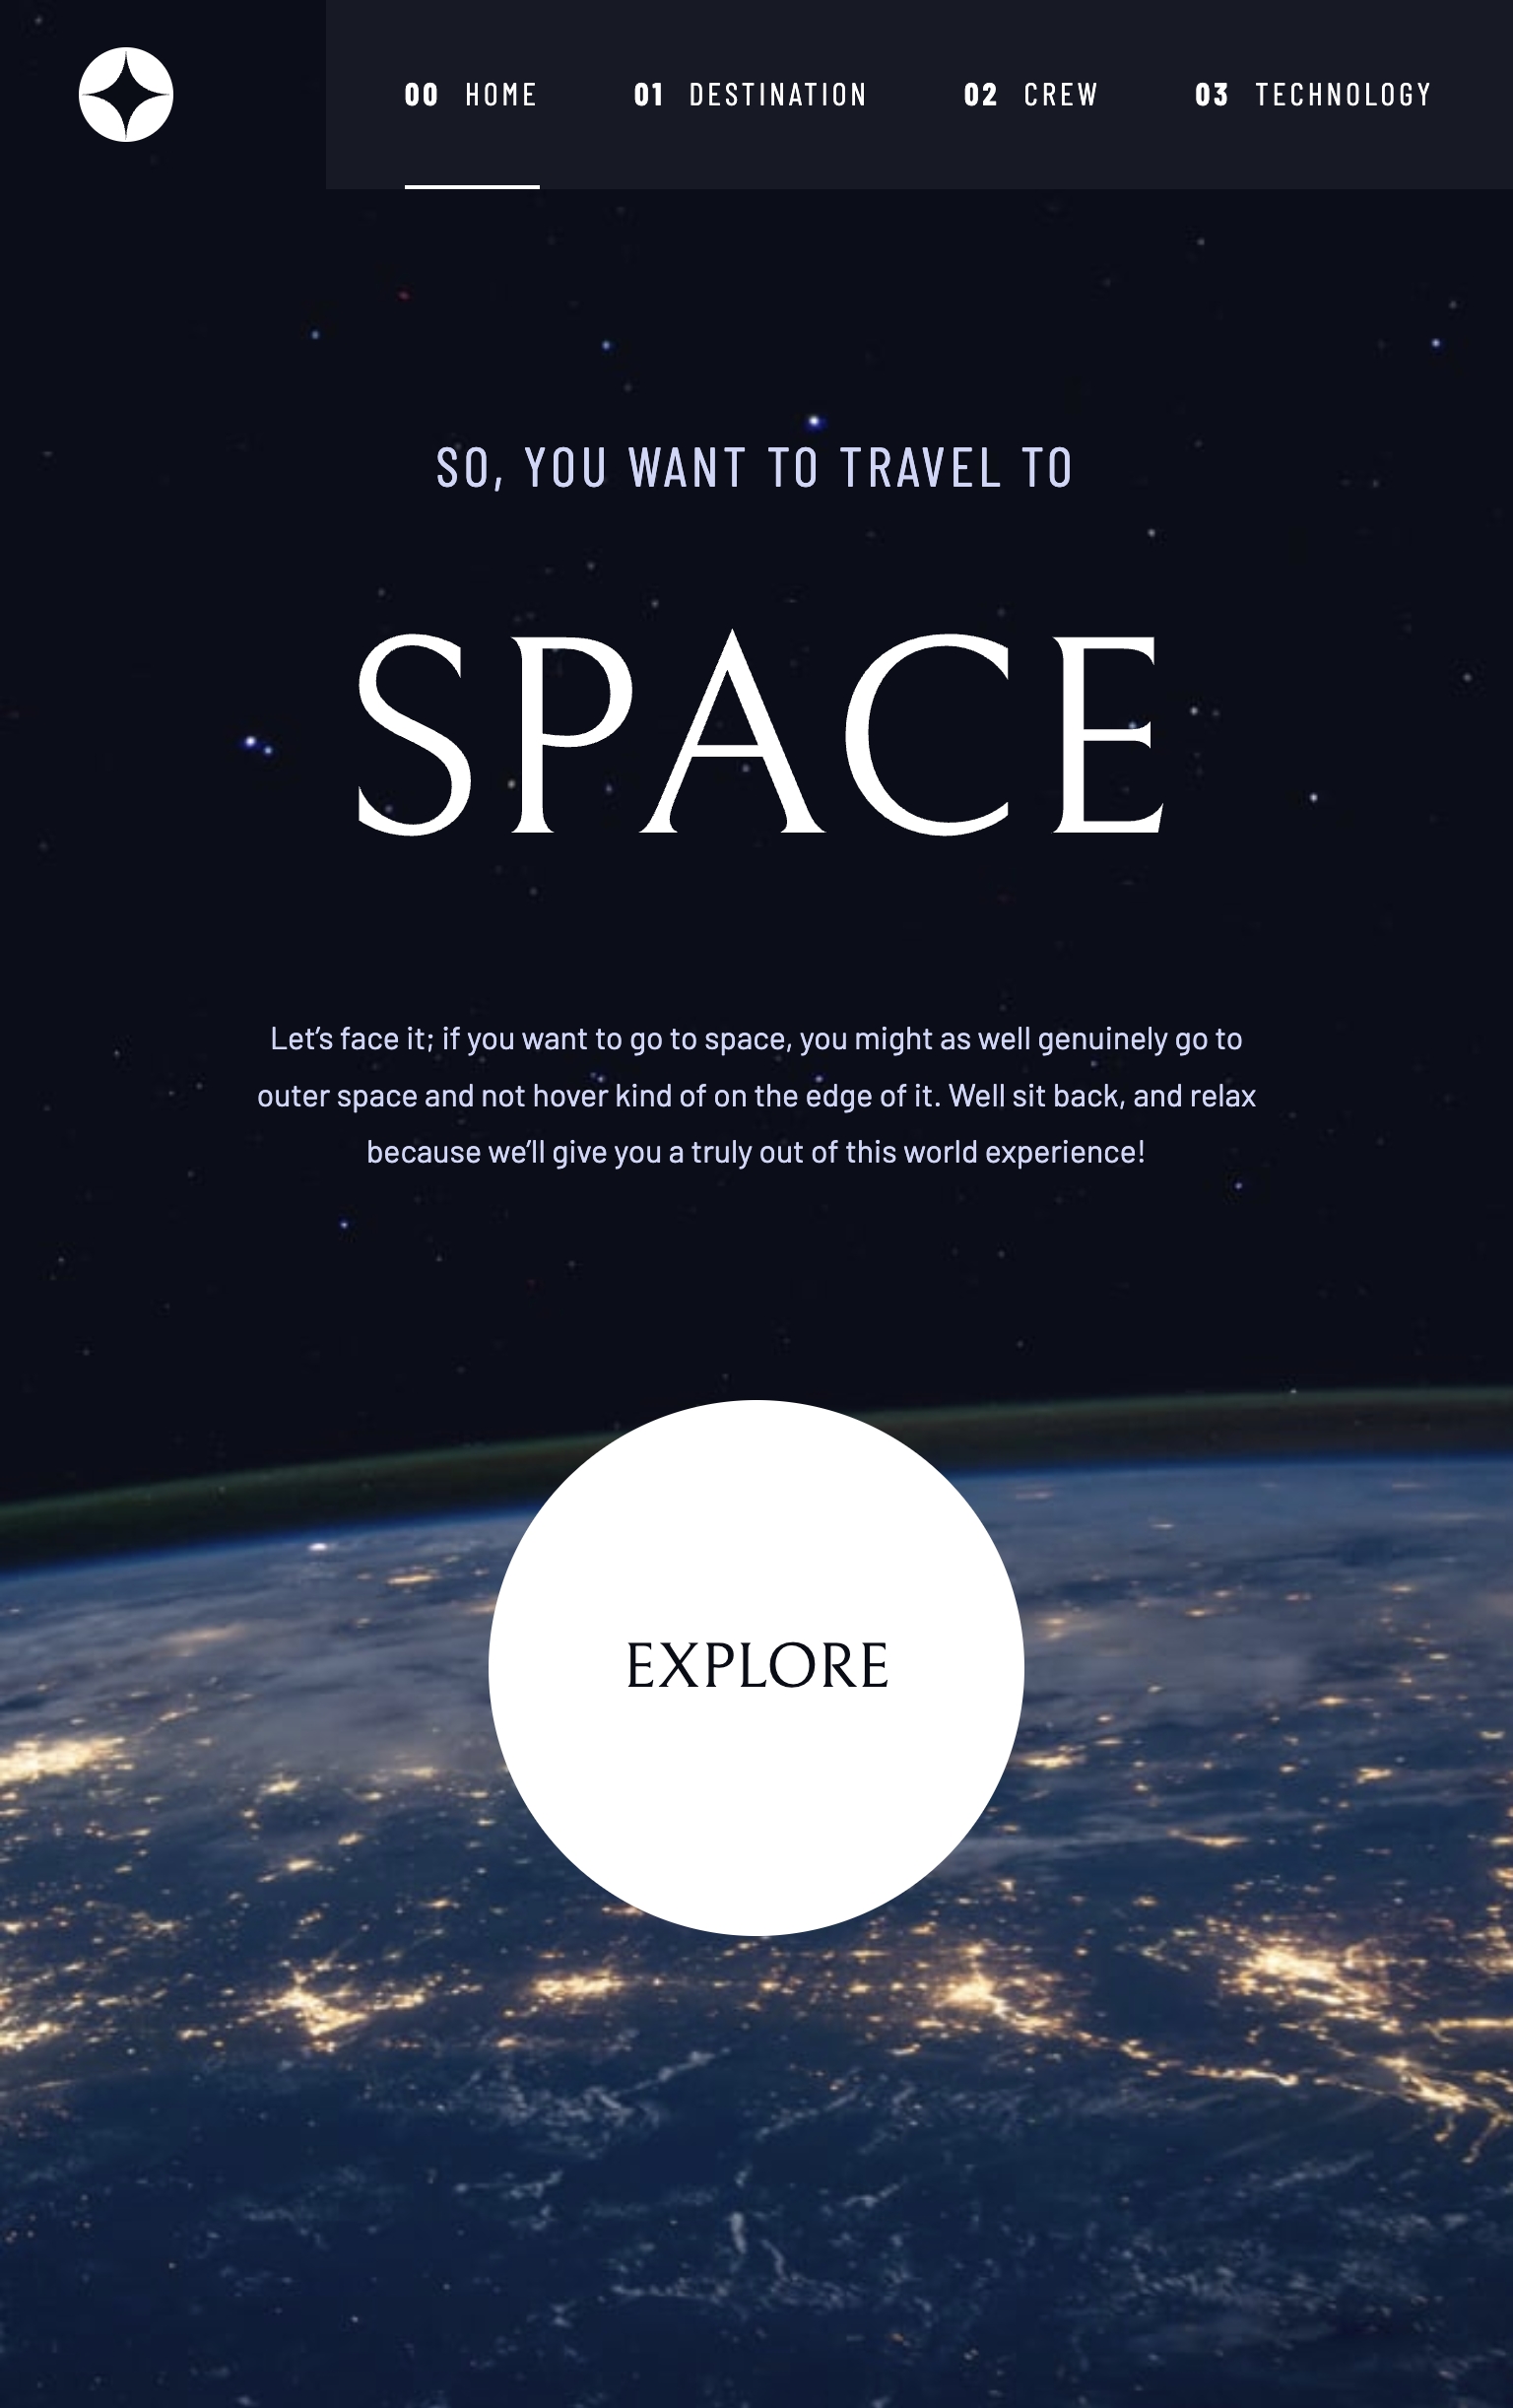 00 HOME 01 DESTINATION 02 CREW 03 TECHNOLOGY
SO, YOU WANT TO TRAVEL TO
SPACE
Let’s face it; if you want to go to space, you might as well genuinely go to
outer space and not hover kind of on the edge of it. Well sit back, and relax
because we’ll give you a truly out of this world experience!
EXPLORE